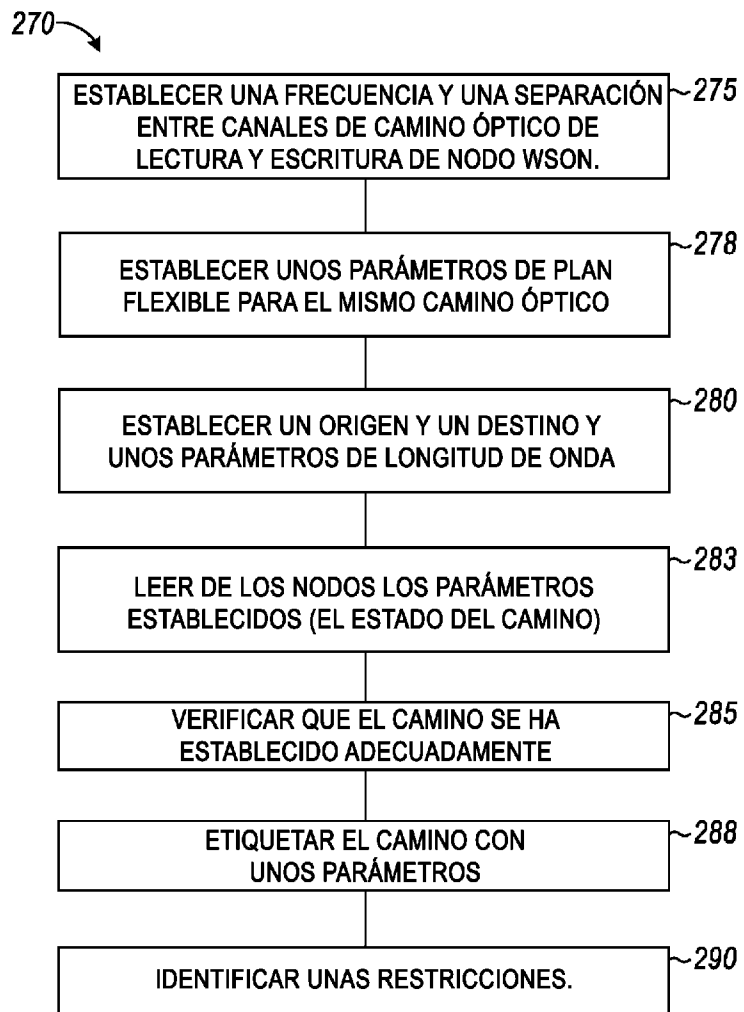 270
ESTABLECER UNA FRECUENCIA Y UNA SEPARACIÓN
ENTRE CANALES DE CAMINO ÓPTICO DE
LECTURA Y ESCRITURA DE NODO WSON.
275
ESTABLECER UNOS PARÁMETROS DE PLAN
FLEXIBLE PARA EL MISMO CAMINO ÓPTICO
278
ESTABLECER UN ORIGEN Y UN DESTINO Y
UNOS PARÁMETROS DE LONGITUD DE ONDA
280
LEER DE LOS NODOS LOS PARÁMETROS
ESTABLECIDOS (EL ESTADO DEL CAMINO)
283
VERIFICAR QUE EL CAMINO SE HA
ESTABLECIDO ADECUADAMENTE
285
ETIQUETAR EL CAMINO CON
UNOS PARÁMETROS
288
IDENTIFICAR UNAS RESTRICCIONES.
290